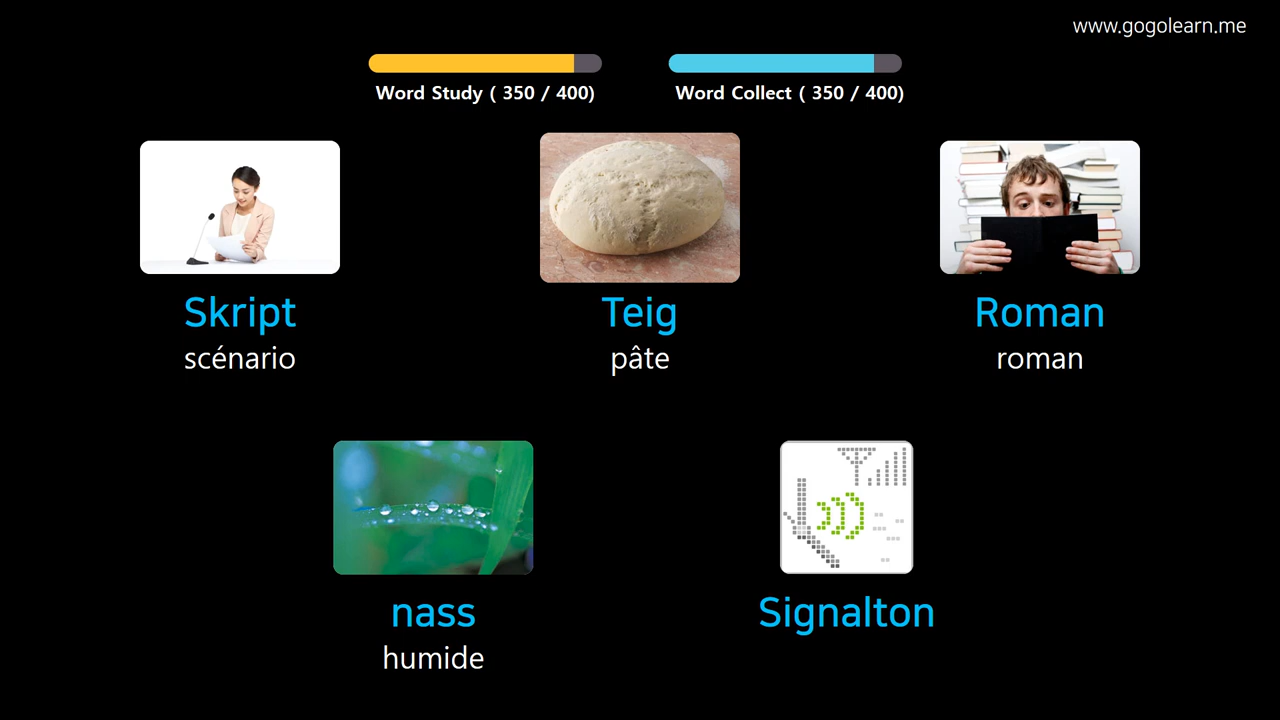 www.gogolearn.me
Word Study ( 350 / 400)
Word Collect ( 350 / 400)
Skript
scénario
Teig
pâte
Roman
roman
nass
humide
Signalton